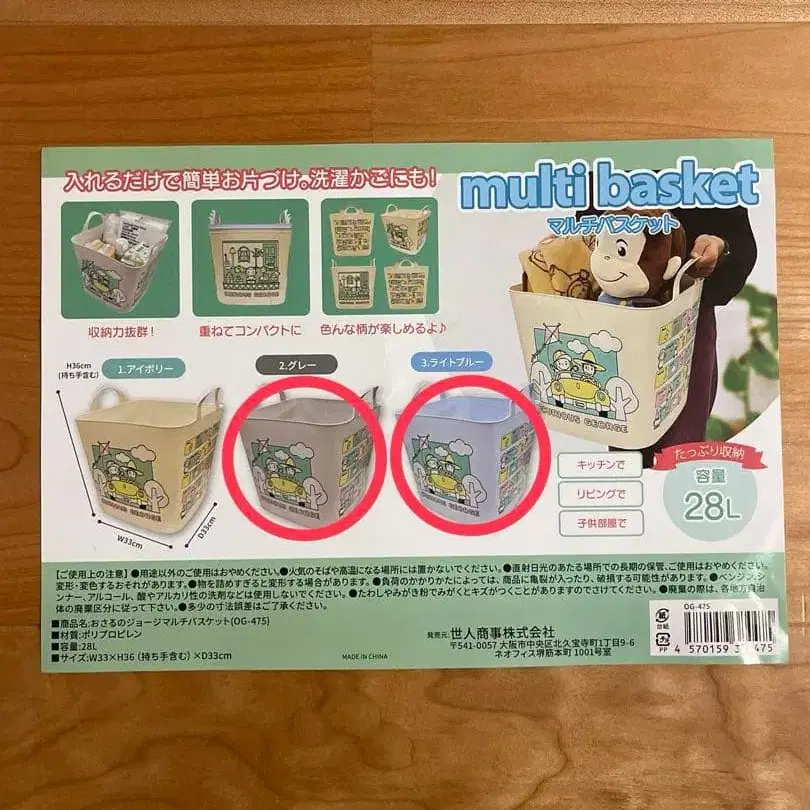 入れるだけで簡単お片づけ。洗濯かごにも!
multi basket
マルチバスケット
収納力抜群!
重ねてコンパクトに
色んな柄が楽しめるよ♪
H36cm
(持ち手含む)
1.アイボリー
2.グレー
3.ライトブルー
CURIOUS GEORGE
CURIOUS GEORGE
CURIOUS GEORGE
CURIOUS GEORGE
CURIOUS GEORGE
W33cm
D33cm
キッチンで
リビングで
子供部屋で
たっぷり収納
容量
28L
【ご使用上の注意】●用途以外のご使用はおやめください。●火気のそばや高温になる場所には置かないでください。●直射日光のあたる場所での長期の保管、ご使用はおやめください。
変形・変色するおそれがあります。●物を詰めすぎると変形する場合があります。●負荷のかかりかたによっては、商品に亀裂が入ったり、破損する可能性があります。●ベンジン、シ
ンナー、アルコール、酸やアルカリ性の洗剤などは使用しないでください。●たわしやみがき粉でみがくとキズがつくことがありますのでさけてください。●廃棄の際は、各地方自治
体の廃棄区分に従って下さい。●多少の寸法誤差はご了承ください。
■商品名:おさるのジョージマルチバスケット(OG-475)
■材質:ポリプロピレン
■容量:28L
■サイズ:W33×H36(持ち手含む)×D33cm
MADE IN CHINA
発売元:世人商事株式会社
〒541-0057 大阪市中央区北久宝寺町1丁目9-6
ネオフィス堺筋本町 1001号室
OG-475
紙
台紙
プラ
PP
4 570159 3 475